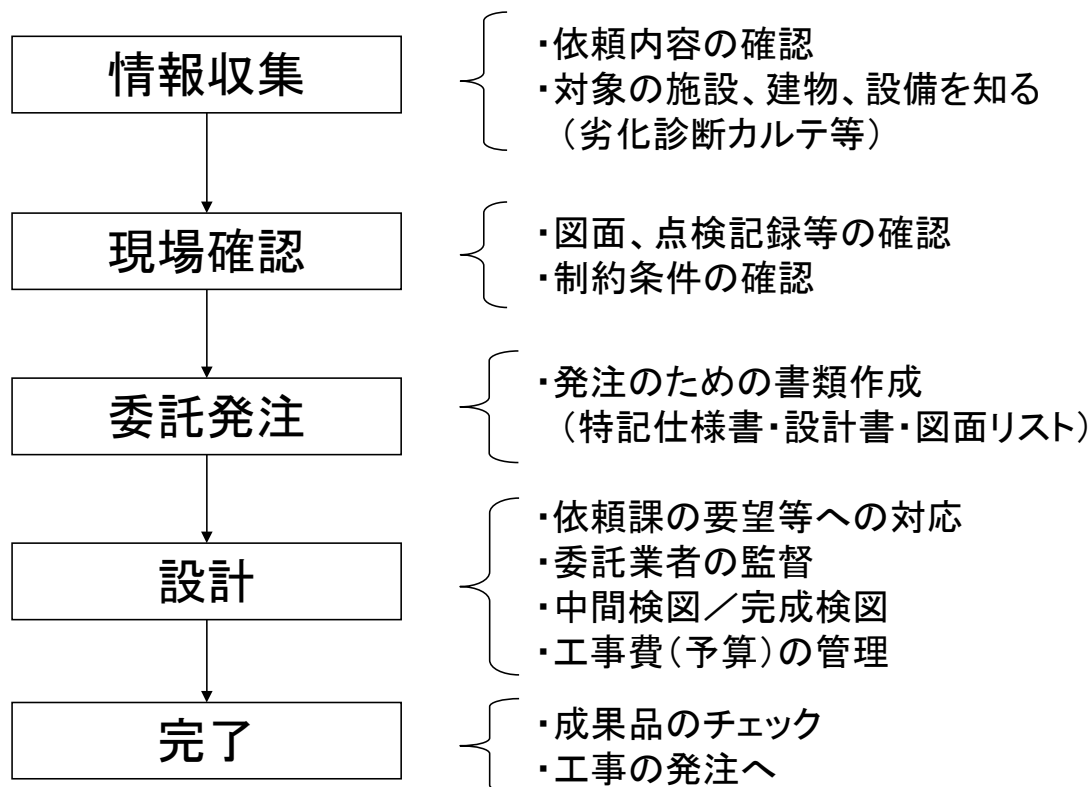 情報収集
・依頼内容の確認
・対象の施設、建物、設備を知る
（劣化診断カルテ等）
現場確認
・図面、点検記録等の確認
・制約条件の確認
委託発注
・発注のための書類作成
（特記仕様書・設計書・図面リスト）
設計
・依頼課の要望等への対応
・委託業者の監督
・中間検図／完成検図
・工事費（予算）の管理
完了
・成果品のチェック
・工事の発注へ